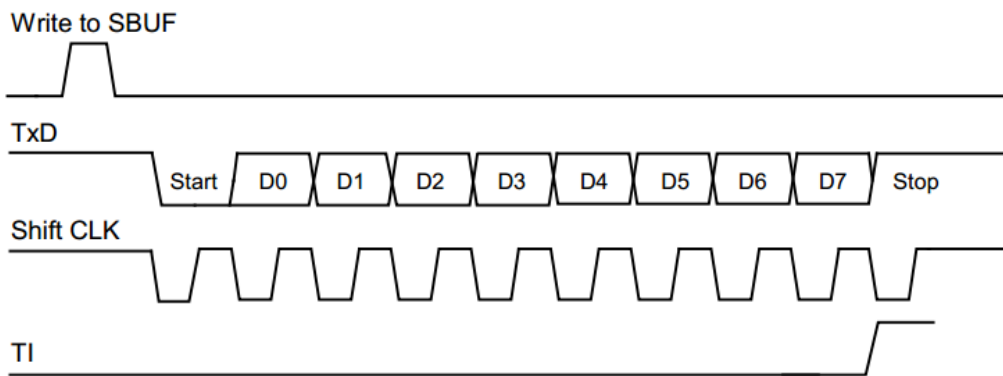 Write to SBUF
TxD
Start D0 D1 D2 D3 D4 D5 D6 D7 Stop
Shift CLK
TI